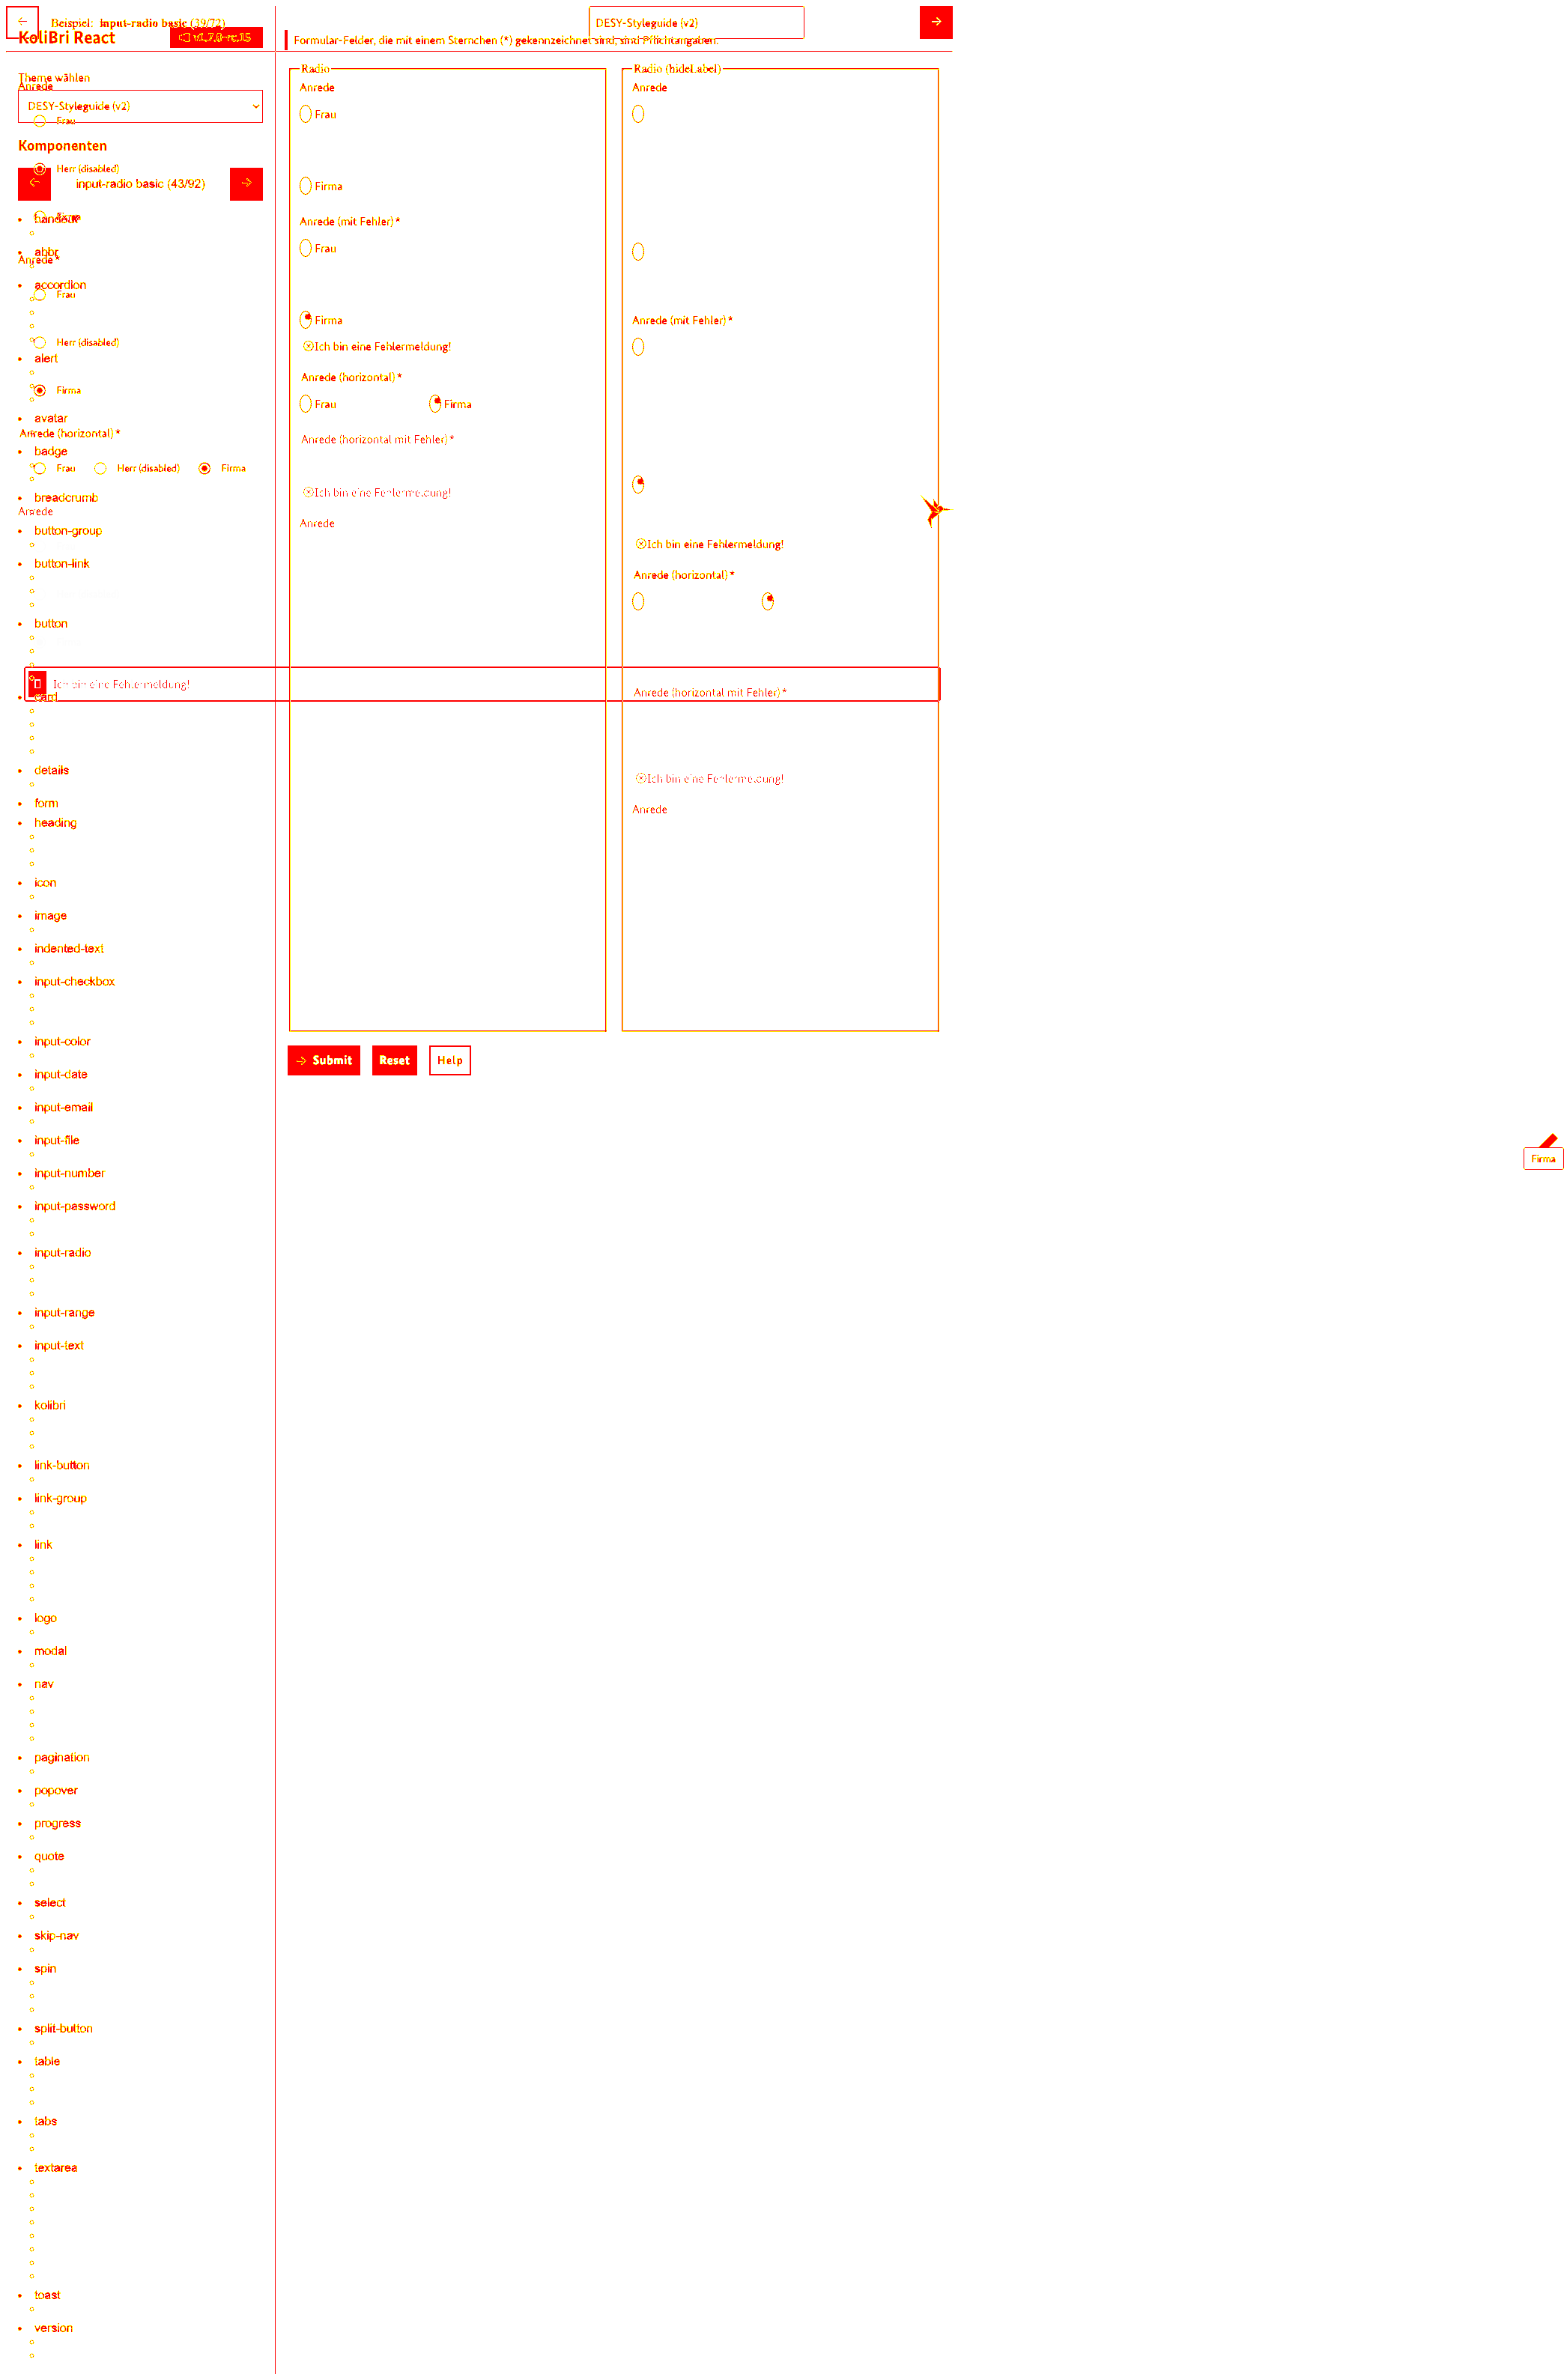 Beispiel: input-radio basic (39/72)
DESY-Styleguide (v2)
KoliBri React
v1.7.0-rc.15
Formular-Felder, die mit einem Sternchen (*) gekennzeichnet sind, sind Pflichtangaben.
Theme wählen
Anrede
DESY-Styleguide (v2)
Frau
Komponenten
Herr (disabled)
input-radio basic (43/92)
Firma
handout
abbr
Anrede *
accordion
Frau
Herr (disabled)
alert
Firma
avatar
Anrede (horizontal) *
badge
Frau
Herr (disabled)
Firma
breadcrumb
Anrede
button-group
button-link
button
Ich bin eine Fehlermeldung!
card
details
form
heading
icon
image
indented-text
input-checkbox
input-color
input-date
input-email
input-file
input-number
input-password
input-radio
input-range
input-text
kolibri
link-button
link-group
link
logo
modal
nav
pagination
popover
progress
quote
select
skip-nav
spin
split-button
table
tabs
textarea
toast
version
Radio
Anrede
Frau
Firma
Anrede (mit Fehler) *
Frau
Firma
Ich bin eine Fehlermeldung!
Anrede (horizontal) *
Frau
Firma
Anrede (horizontal mit Fehler) *
Ich bin eine Fehlermeldung!
Anrede
Radio (hideLabel)
Anrede
Anrede (mit Fehler) *
Ich bin eine Fehlermeldung!
Anrede (horizontal) *
Anrede (horizontal mit Fehler) *
Ich bin eine Fehlermeldung!
Anrede
Submit
Reset
Help
Firma